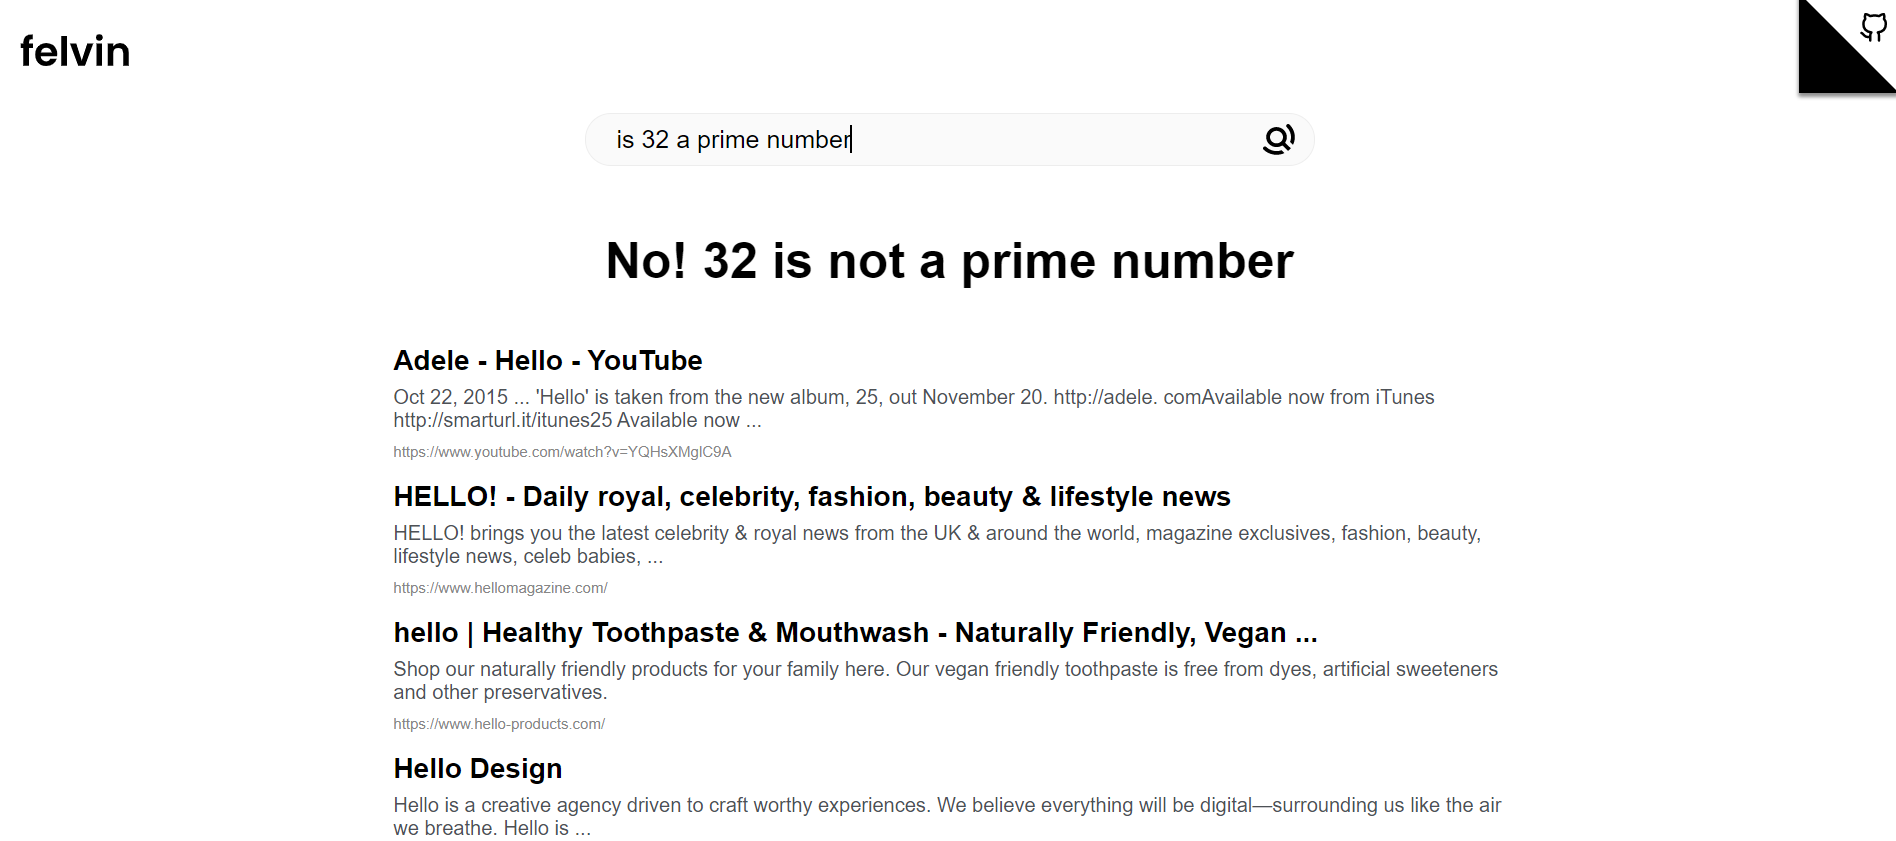 felvin
is 32 a prime number
No! 32 is not a prime number
Adele - Hello - YouTube
Oct 22, 2015 ... 'Hello' is taken from the new album, 25, out November 20. http://adele. comAvailable now from iTunes
http://smarturl.it/itunes25 Available now ...
https://www.youtube.com/watch?v=YQHsXMglC9A
HELLO! - Daily royal, celebrity, fashion, beauty & lifestyle news
HELLO! brings you the latest celebrity & royal news from the UK & around the world, magazine exclusives, fashion, beauty,
lifestyle news, celeb babies, ...
https://www.hellomagazine.com/
hello | Healthy Toothpaste & Mouthwash - Naturally Friendly, Vegan ...
Shop our naturally friendly products for your family here. Our vegan friendly toothpaste is free from dyes, artificial sweeteners
and other preservatives.
https://www.hello-products.com/
Hello Design
Hello is a creative agency driven to craft worthy experiences. We believe everything will be digital—surrounding us like the air
we breathe. Hello is ...